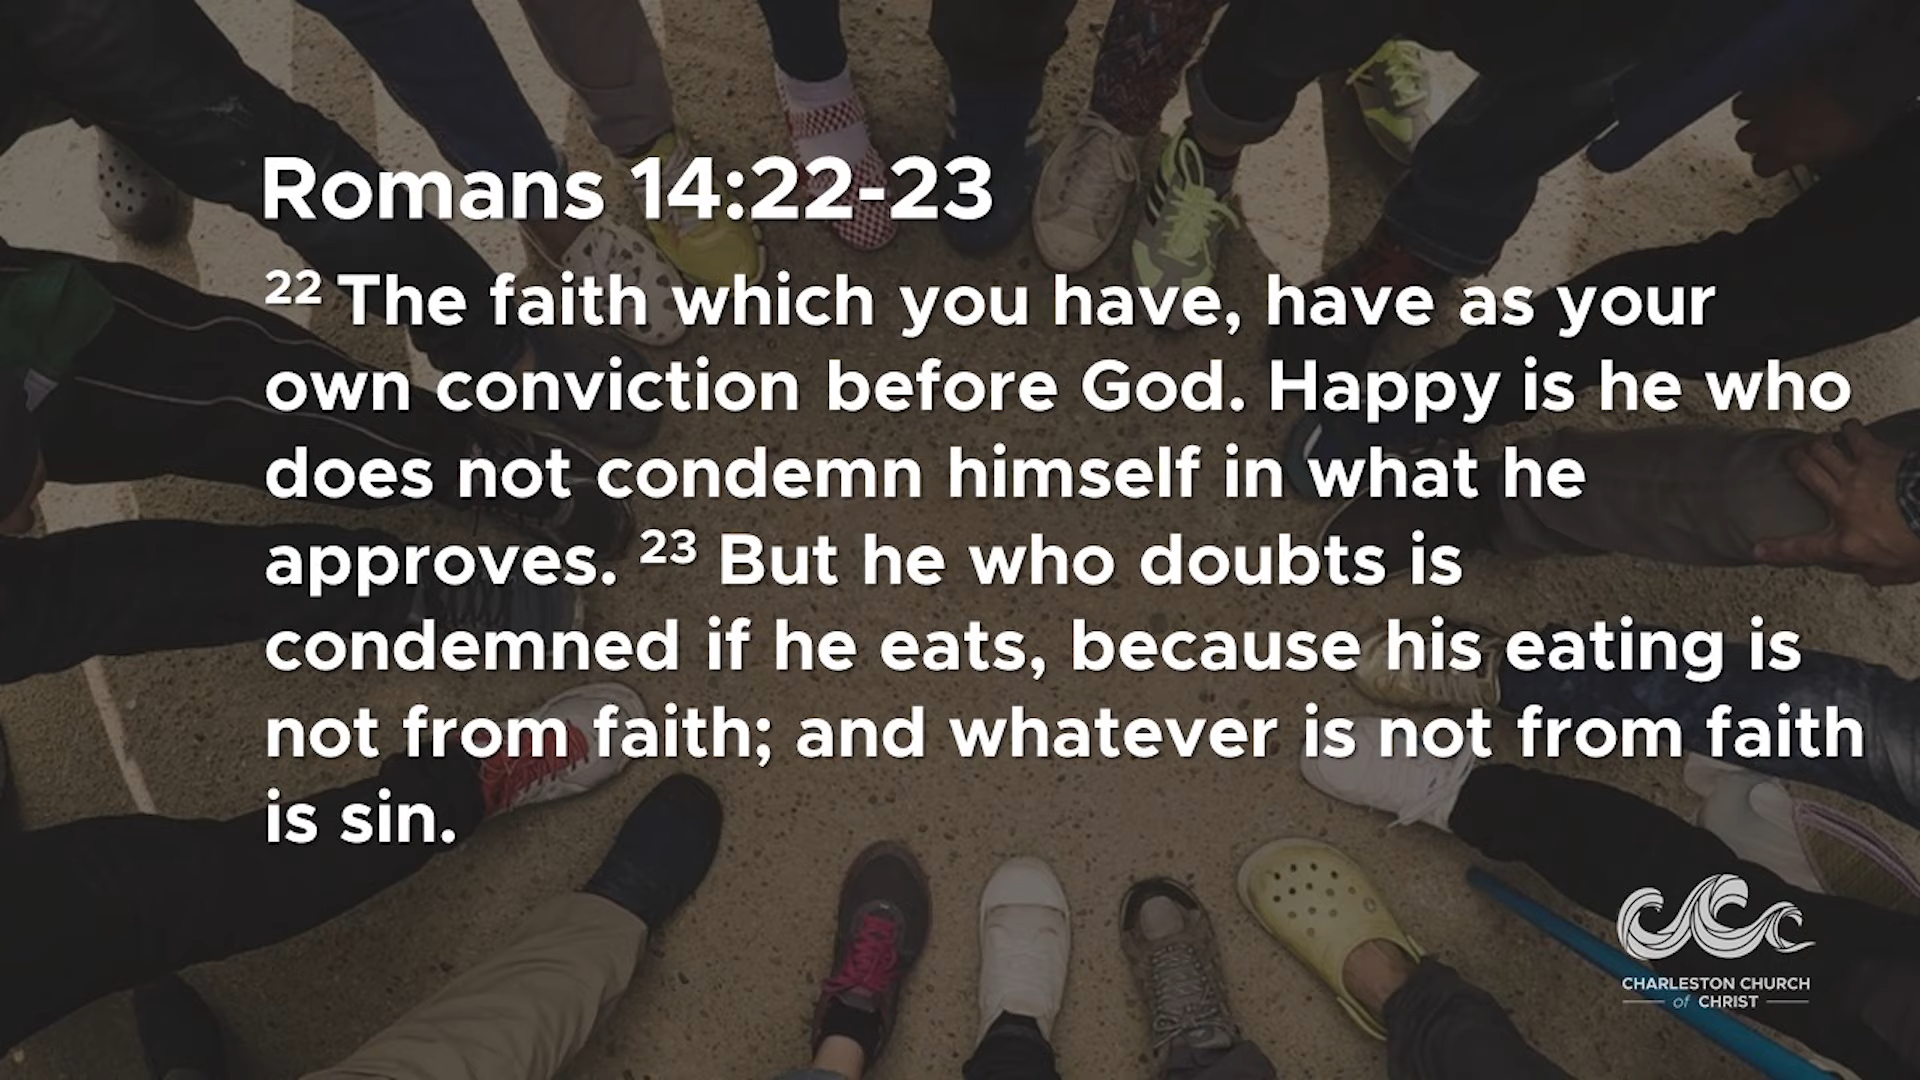 Romans 14:22-23
²² The faith which you have, have as your
own conviction before God. Happy is he who
does not condemn himself in what he
approves. ²³ But he who doubts is
condemned if he eats, because his eating is
not from faith; and whatever is not from faith
is sin.
CCC
CHARLESTON CHURCH
of CHRIST